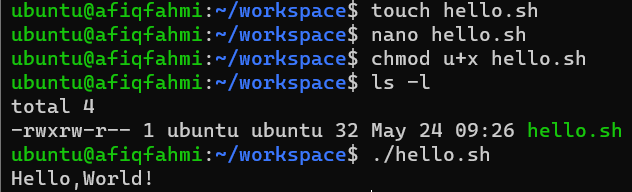 ubuntu@afiqfahmi:~/workspace$ touch hello.sh
ubuntu@afiqfahmi:~/workspace$ nano hello.sh
ubuntu@afiqfahmi:~/workspace$ chmod u+x hello.sh
ubuntu@afiqfahmi:~/workspace$ ls -l
total 4
-rwxrw-r-- 1 ubuntu ubuntu 32 May 24 09:26 hello.sh
ubuntu@afiqfahmi:~/workspace$ ./hello.sh
Hello,World!